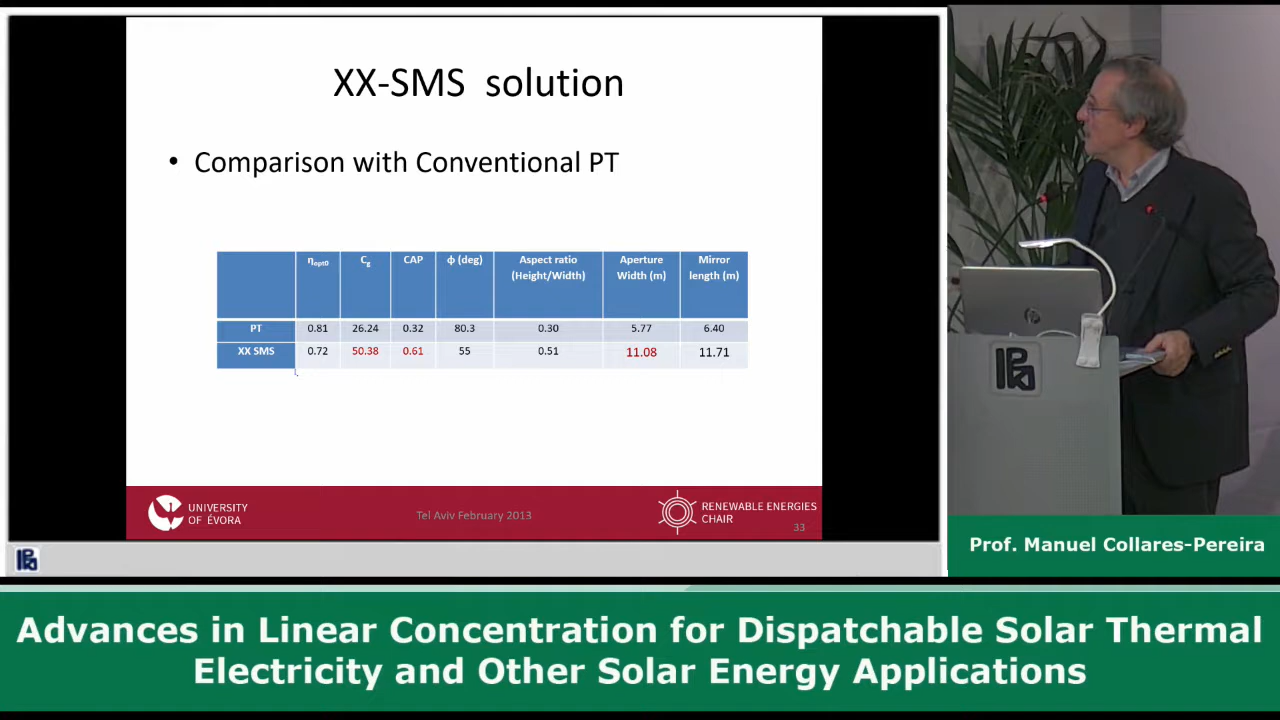 XX-SMS solution
• Comparison with Conventional PT
ηopt0 Cg CAP ϕ (deg) Aspect ratio (Height/Width) Aperture Width (m) Mirror length (m)
PT 0.81 26.24 0.32 80.3 0.30 5.77 6.40
XX SMS 0.72 50.38 0.61 55 0.51 11.08 11.71
UNIVERSITY
OF ÉVORA
Tel Aviv February 2013
RENEWABLE ENERGIES
CHAIR
33
Prof. Manuel Collares-Pereira
Advances in Linear Concentration for Dispatchable Solar Thermal
Electricity and Other Solar Energy Applications